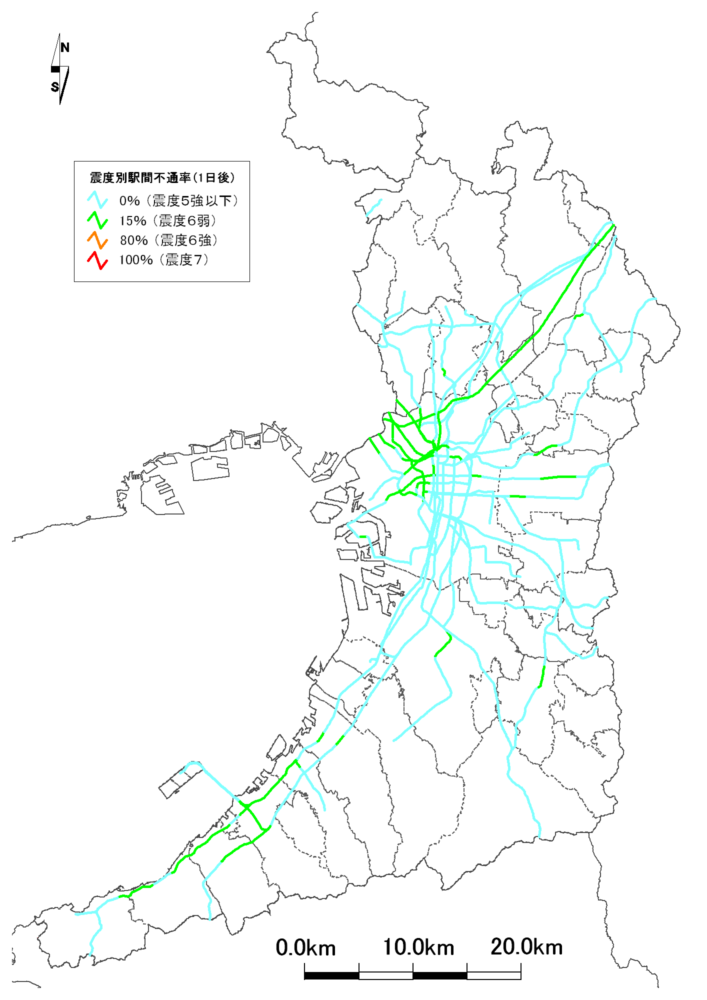 N
S
震度別駅間不通率(1日後)
0% (震度5強以下)
15% (震度6弱)
80% (震度6強)
100% (震度7)
0.0km 10.0km 20.0km